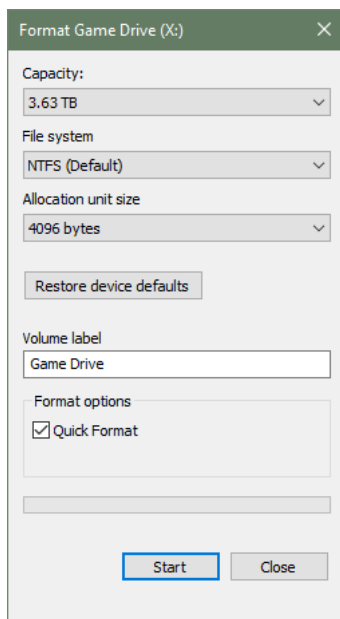 Format Game Drive (X:)
Capacity:
3.63 TB
File system
NTFS (Default)
Allocation unit size
4096 bytes
Restore device defaults
Volume label
Game Drive
Format options
Quick Format
Start Close